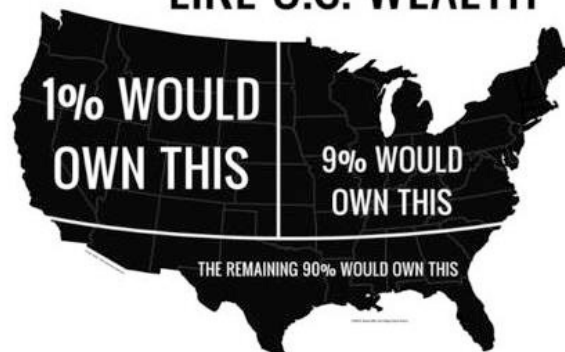 LIKE U.S. WEALTH
1% WOULD
OWN THIS
9% WOULD
OWN THIS
THE REMAINING 90% WOULD OWN THIS